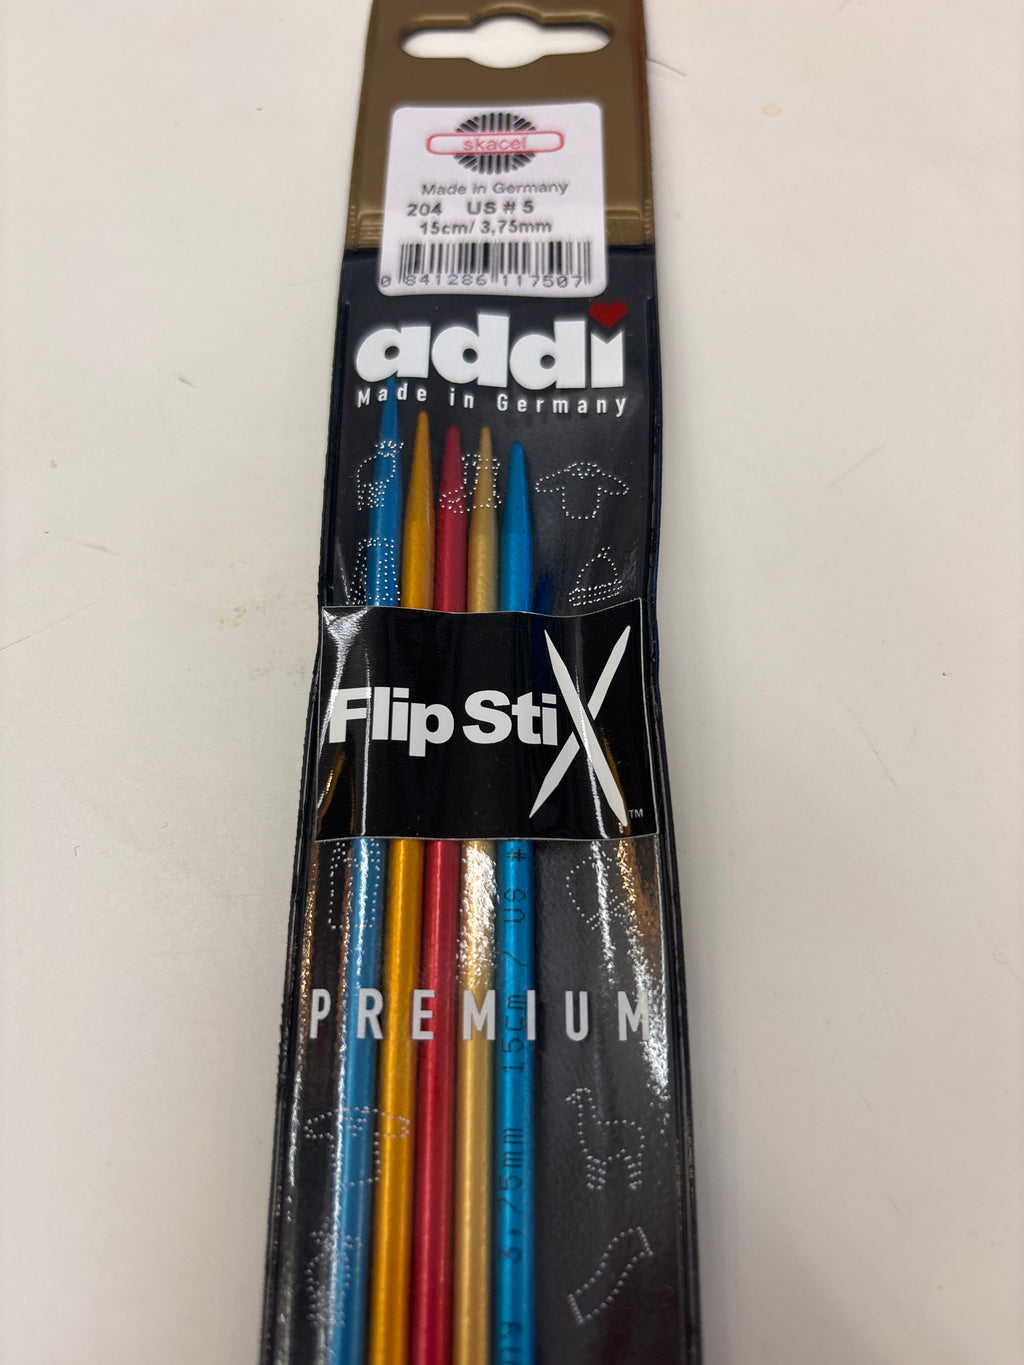 skacel
Made in Germany
204 US # 5
15cm/ 3,75mm
0 841286 117507
addi
Made in Germany
Flip StiX
™
PREMIUM
3,75mm 15cm / US #